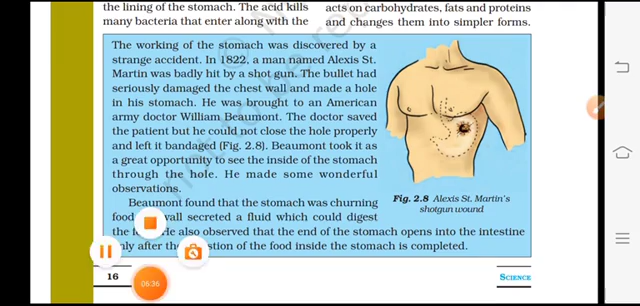 the lining of the stomach. The acid kills
many bacteria that enter along with the
acts on carbohydrates, fats and proteins
and changes them into simpler forms.
The working of the stomach was discovered by a
strange accident. In 1822, a man named Alexis St.
Martin was badly hit by a shot gun. The bullet had
seriously damaged the chest wall and made a hole
in his stomach. He was brought to an American
army doctor William Beaumont. The doctor saved
the patient but he could not close the hole properly
and left it bandaged (Fig. 2.8). Beaumont took it as
a great opportunity to see the inside of the stomach
through the hole. He made some wonderful
observations.
Beaumont found that the stomach was churning
food wall secreted a fluid which could digest
the also observed that the end of the stomach opens into the intestine
after the of the food inside the stomach is completed.
Fig. 2.8 Alexis St. Martin's
shotgun wound
16
SCIENCE
06:36